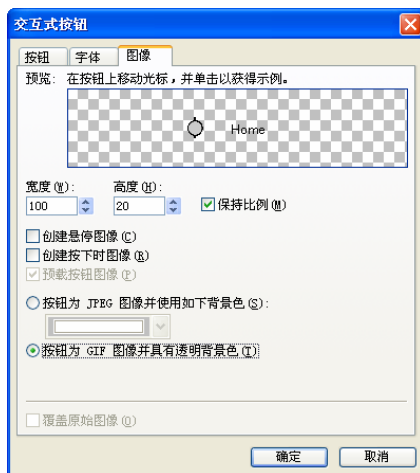 交互式按钮
按钮 字体 图像
预览: 在按钮上移动光标，并单击以获得示例。
Home
宽度(W): 高度(H):
100 20 保持比例(M)
创建悬停图像(C)
创建按下时图像(R)
预载按钮图像(P)
按钮为 JPEG 图像并使用如下背景色(S):
按钮为 GIF 图像并具有透明背景色(T)
覆盖原始图像(O)
确定 取消